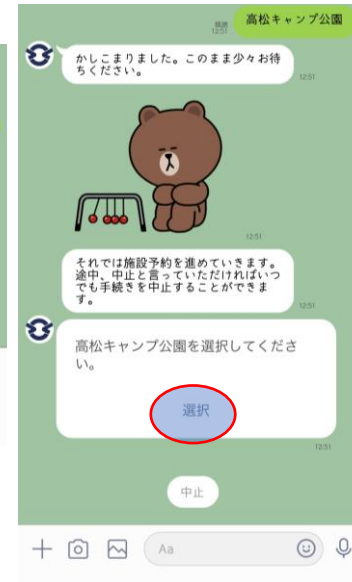 高松キャンプ公園
既読
12:51
かしこまりました。このまま少々お待
ちください。
12:51
12:51
それでは施設予約を進めていきます。
途中、中止と言っていただければいつ
でも手続きを中止することができま
す。
12:51
高松キャンプ公園を選択してくださ
い。
選択
12:51
中止
Aa